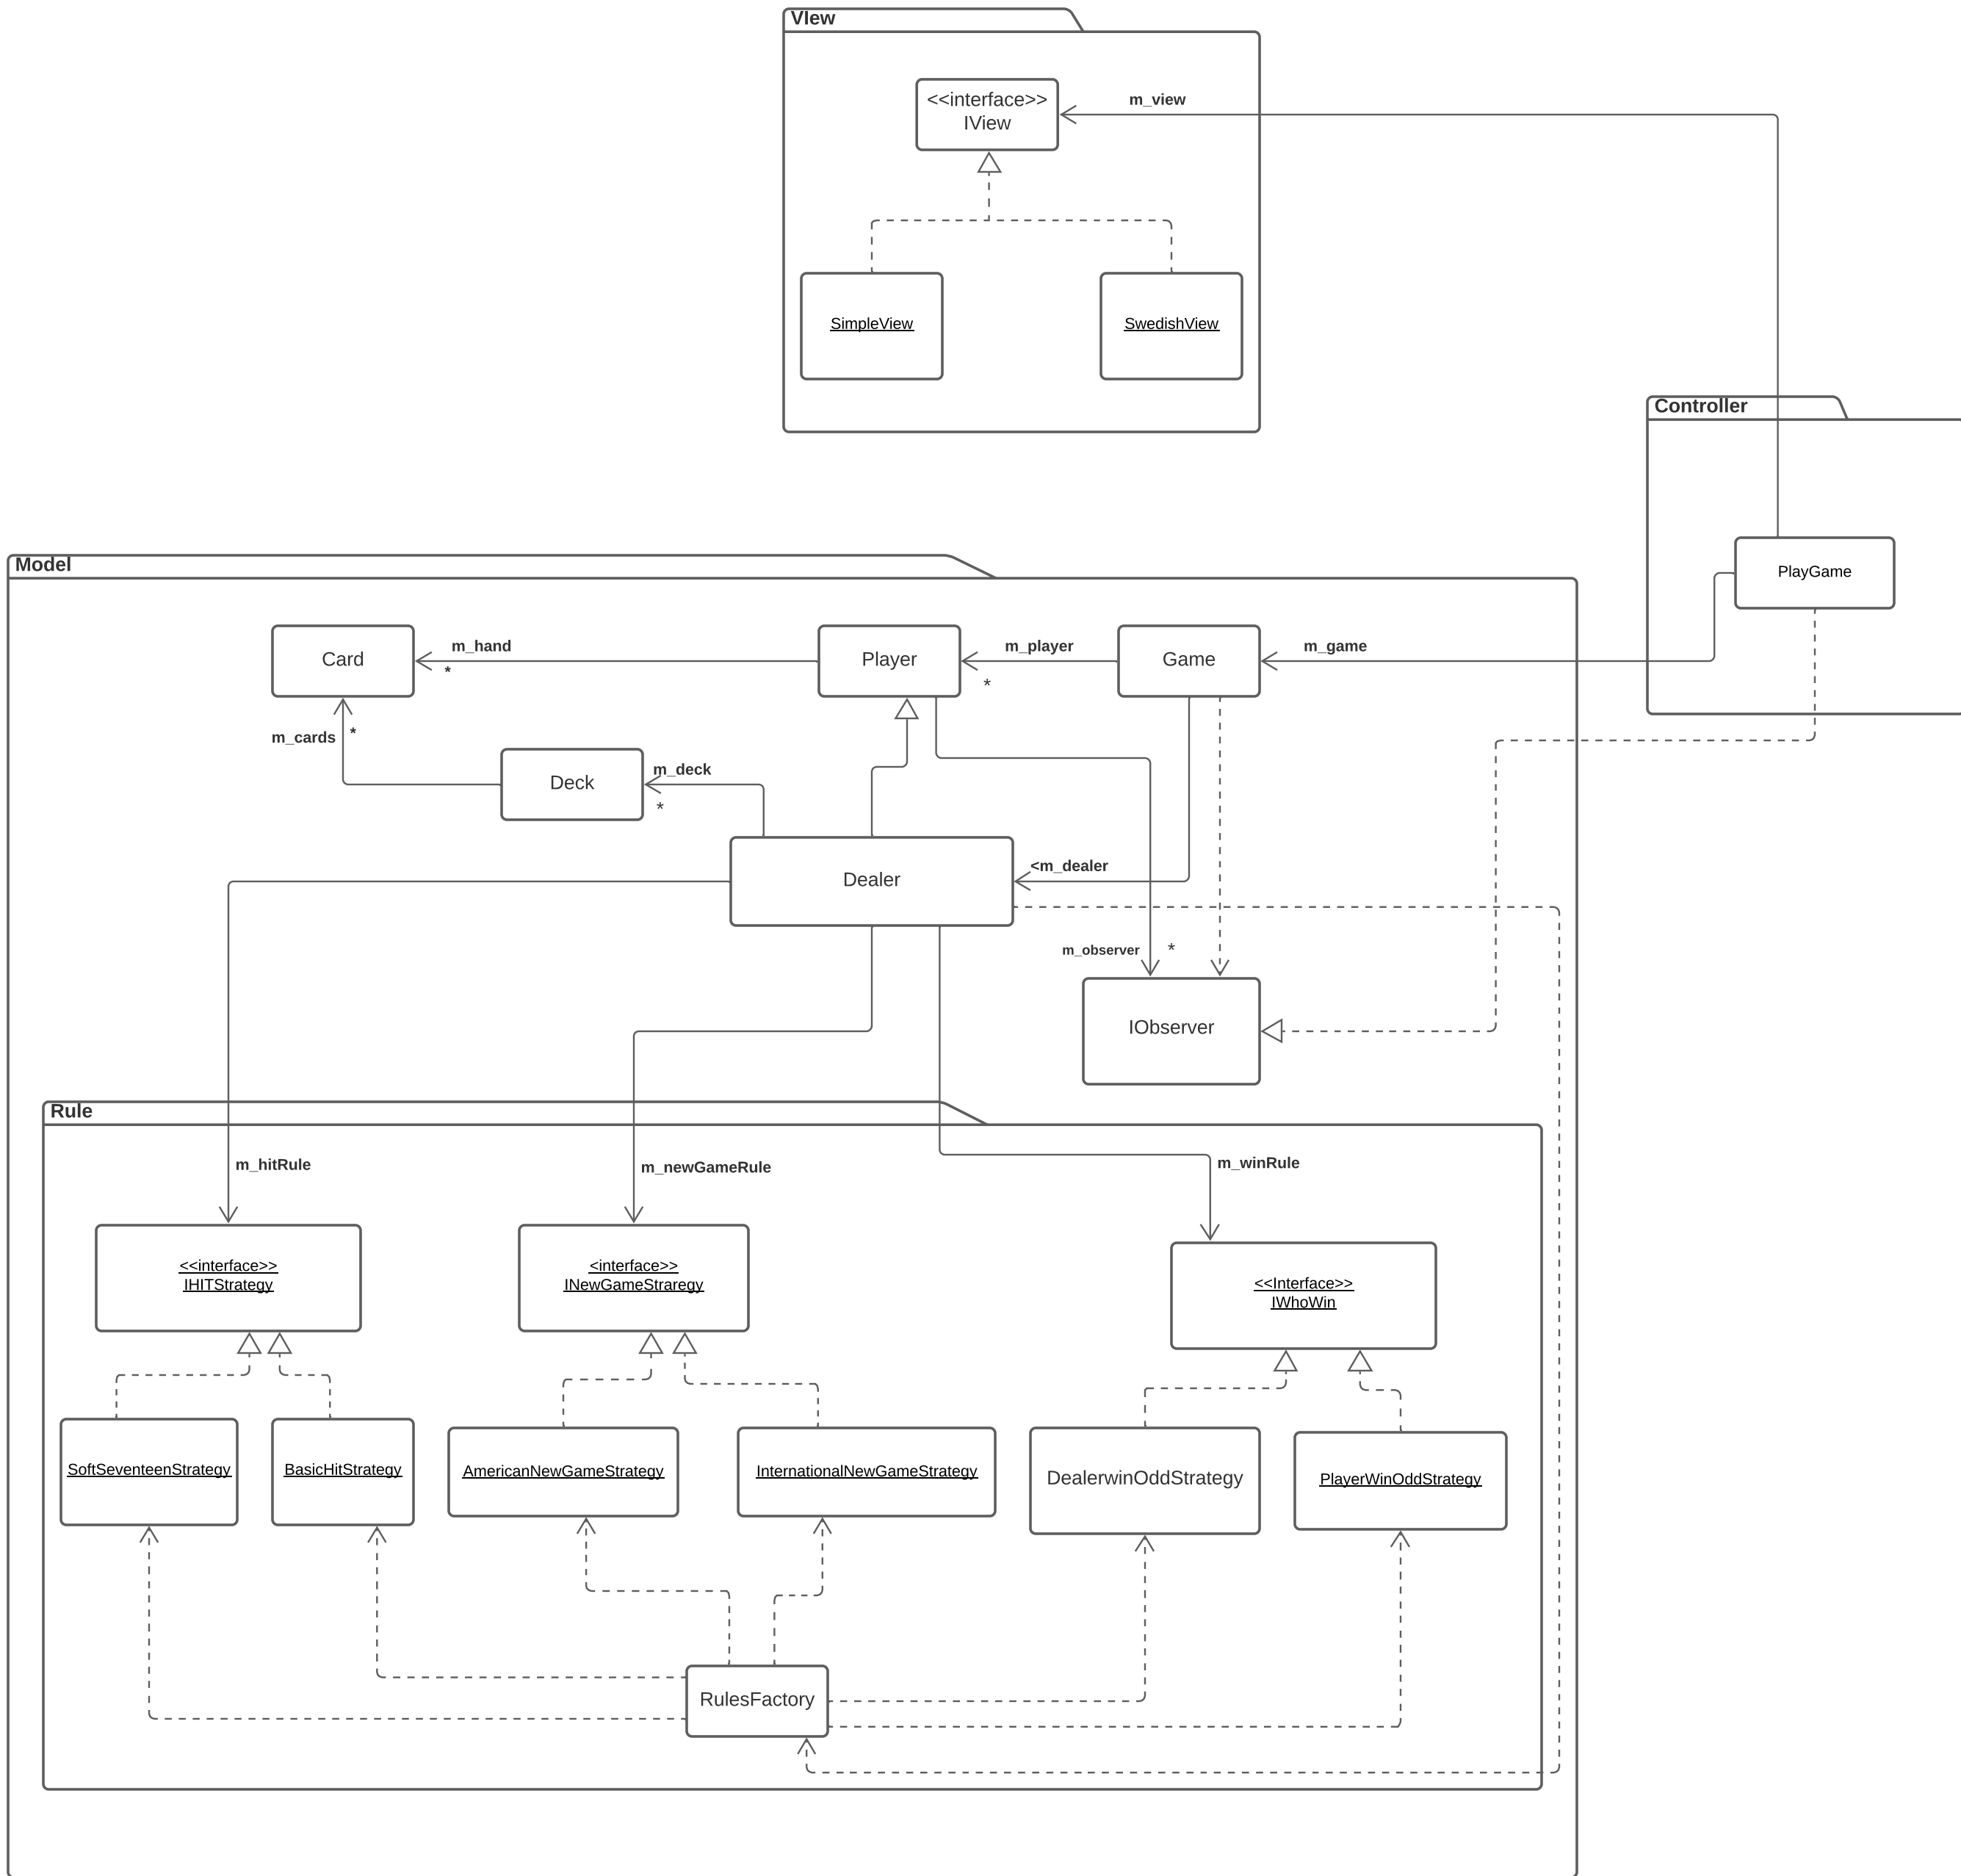 VIew
<<interface>>
IView
m_view
SimpleView
SwedishView
Controller
PlayGame
Model
Card
m_hand
*
Player
m_player
*
Game
m_game
m_cards
*
Deck
m_deck
*
Dealer
<m_dealer
m_observer
*
IObserver
Rule
m_hitRule
m_newGameRule
m_winRule
<<interface>>
IHITStrategy
<interface>>
INewGameStraregy
<<Interface>>
IWhoWin
SoftSeventeenStrategy
BasicHitStrategy
AmericanNewGameStrategy
InternationalNewGameStrategy
DealerwinOddStrategy
PlayerWinOddStrategy
RulesFactory